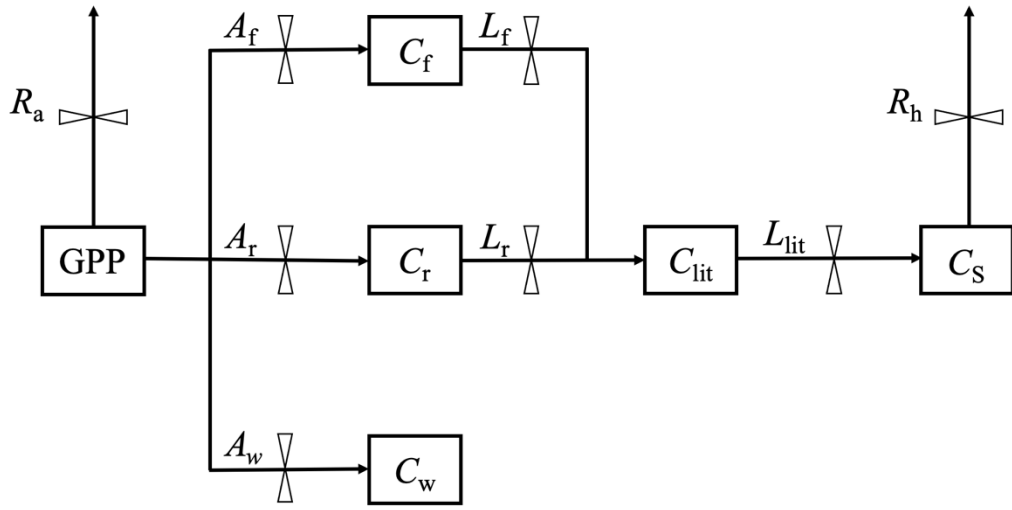 A_f
C_f
L_f
R_a
R_h
GPP
A_r
C_r
L_r
C_lit
L_lit
C_S
A_w
C_w